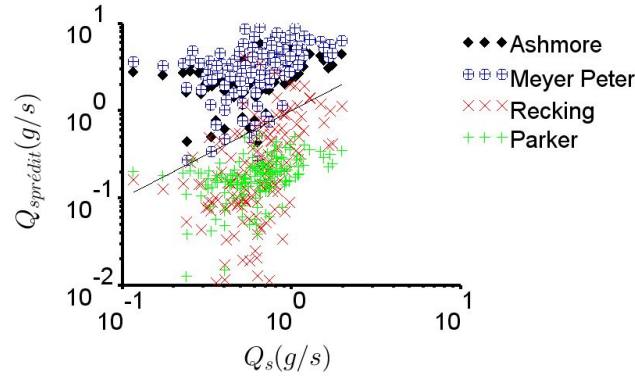 10^1
10^0
10^-1
10^-2
Q_sprédit(g/s)
10^-1
10^0
10^1
Q_s(g/s)
Ashmore
Meyer Peter
Recking
Parker